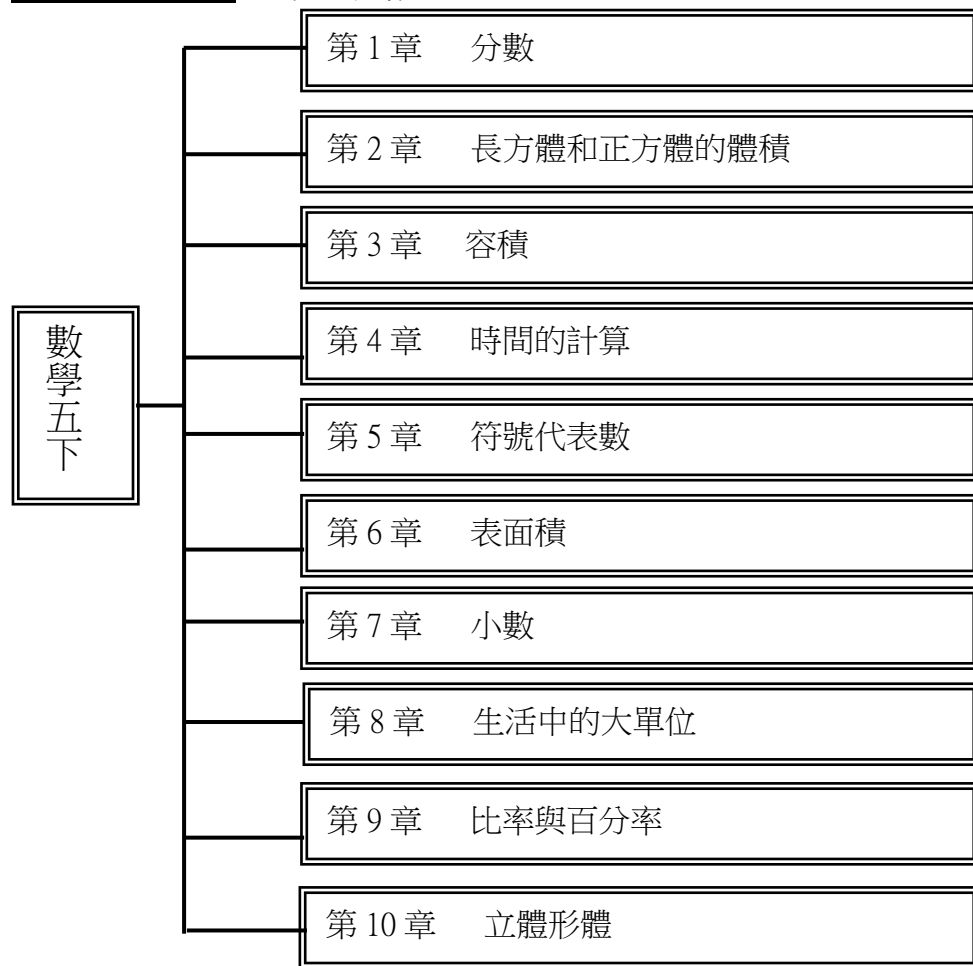 第 1 章 分數
第 2 章 長方體和正方體的體積
第 3 章 容積
第 4 章 時間的計算
數學五下
第 5 章 符號代表數
第 6 章 表面積
第 7 章 小數
第 8 章 生活中的大單位
第 9 章 比率與百分率
第 10 章 立體形體